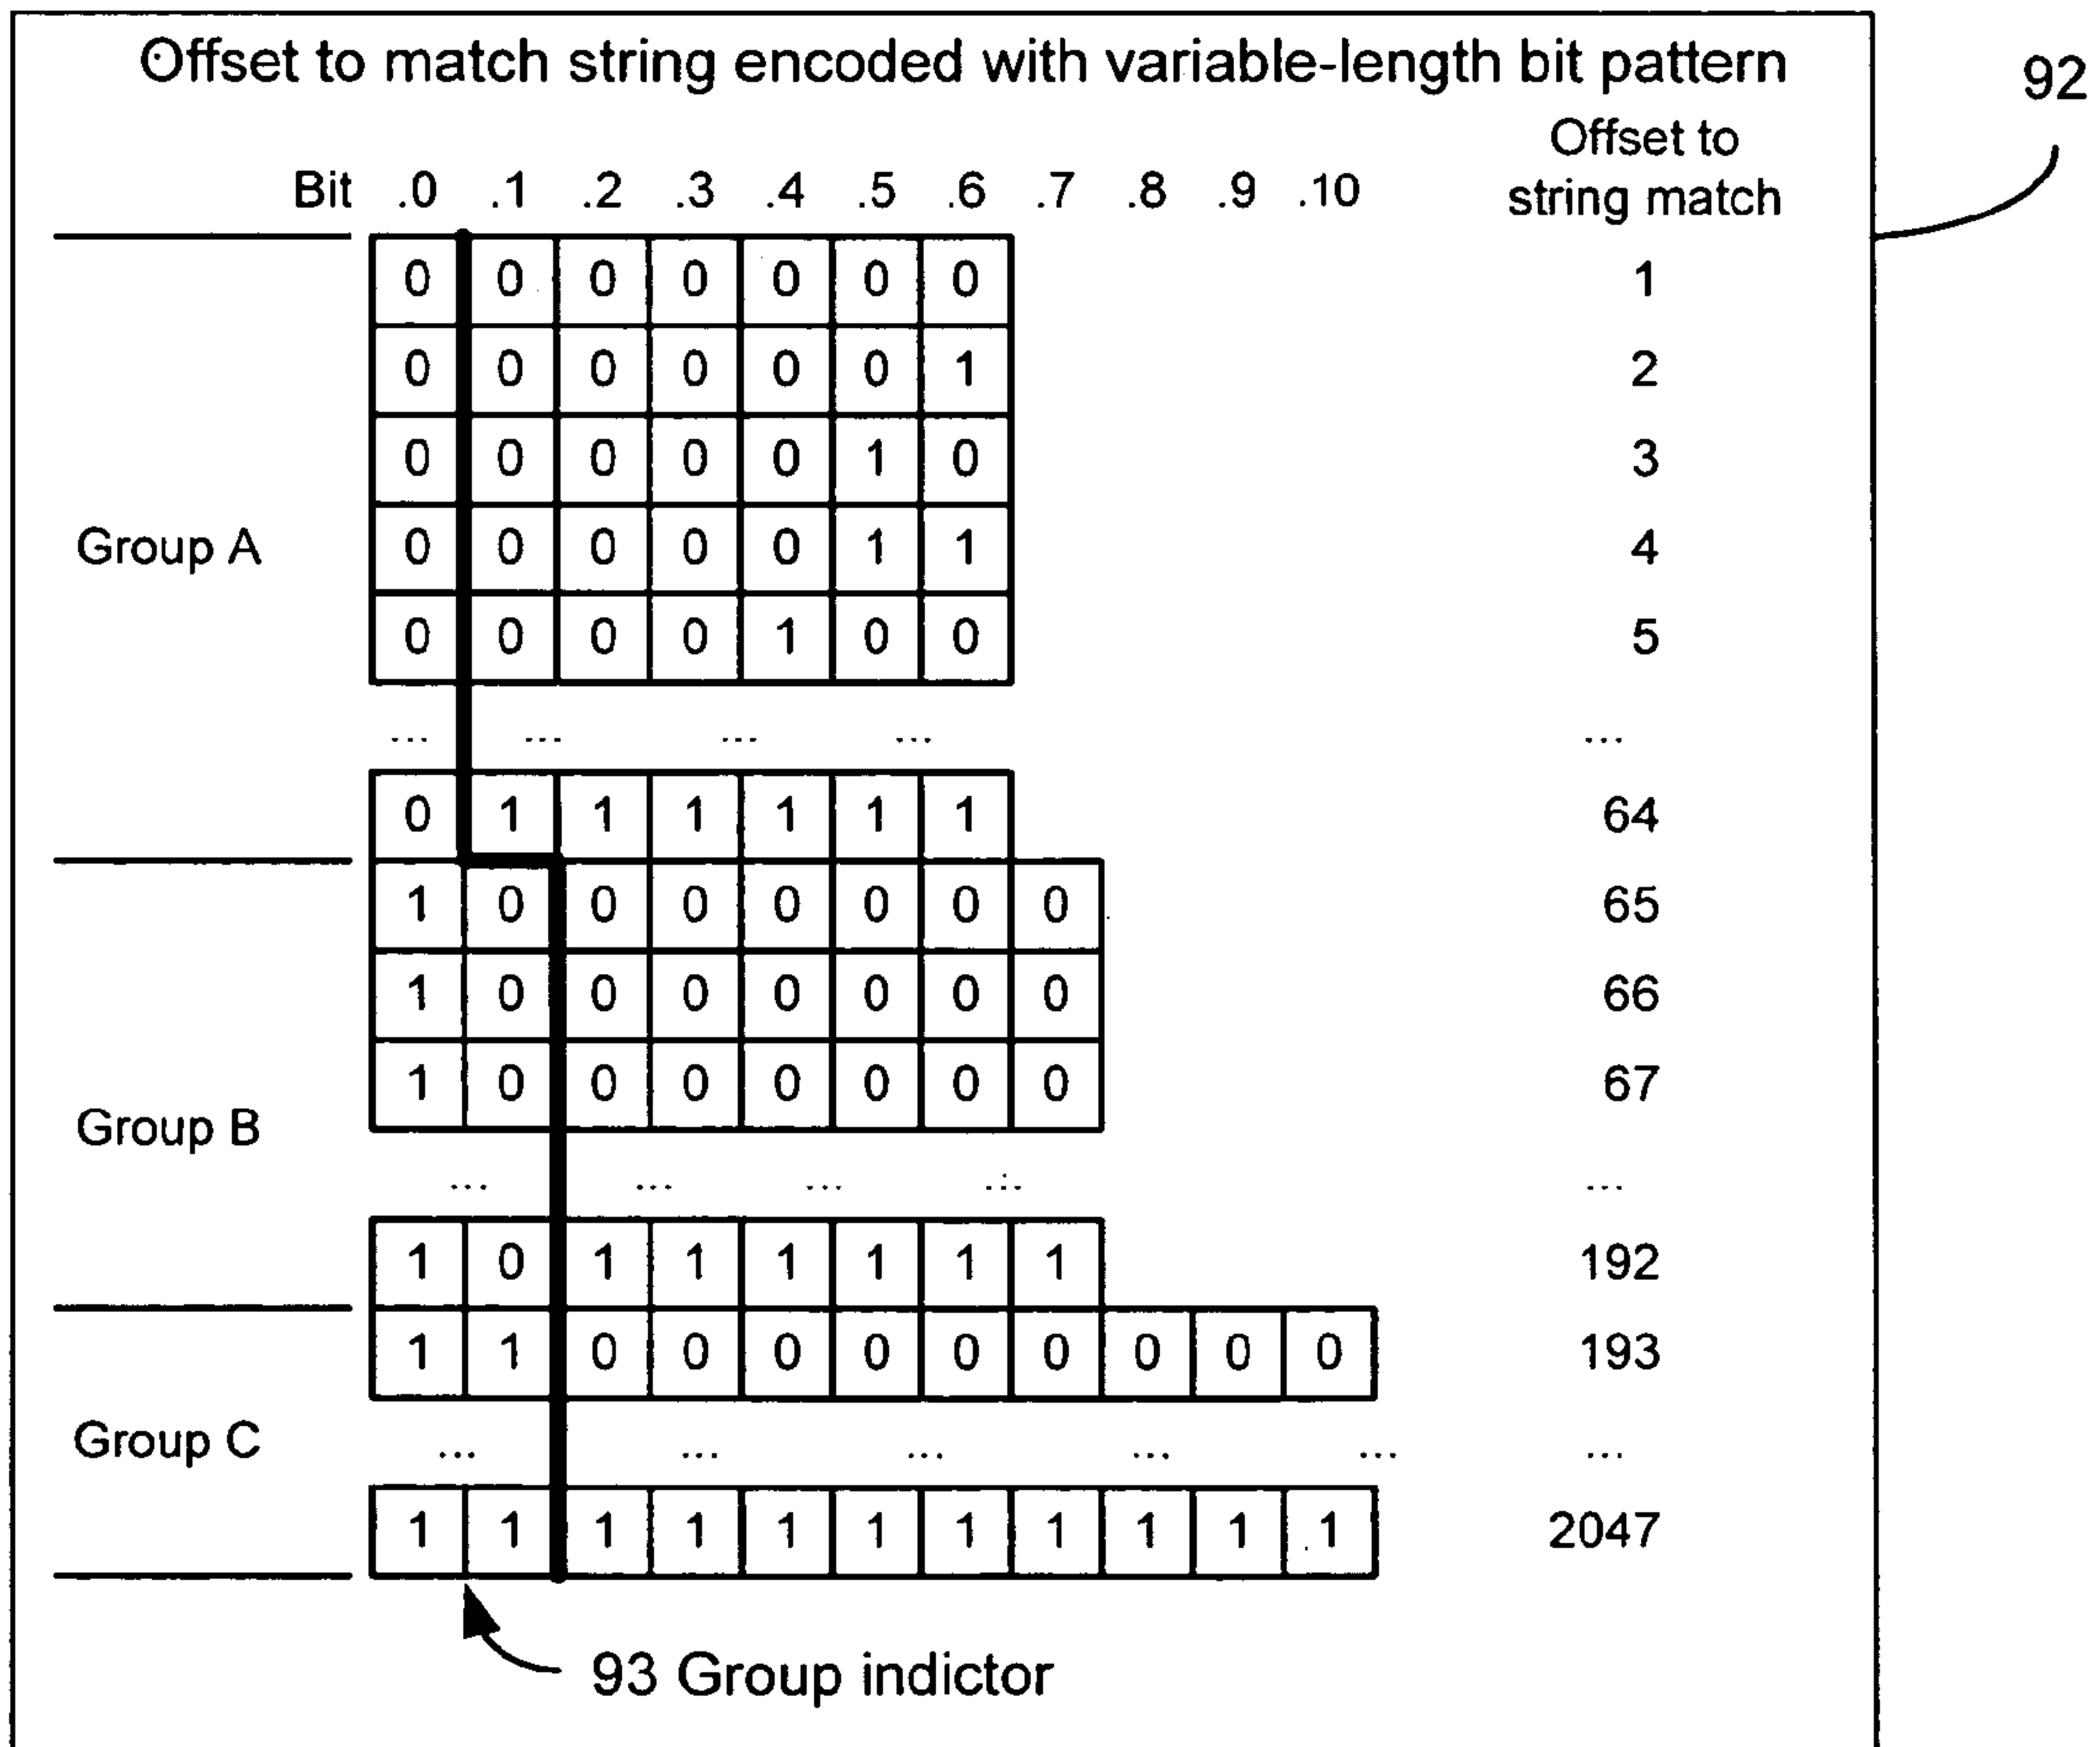 Offset to match string encoded with variable-length bit pattern
92
Offset to
string match
Bit .0 .1 .2 .3 .4 .5 .6 .7 .8 .9 .10
0 0 0 0 0 0 0 1
0 0 0 0 0 0 1 2
0 0 0 0 0 1 0 3
Group A 0 0 0 0 0 1 1 4
0 0 0 0 1 0 0 5
... ... ... ... ...
0 1 1 1 1 1 1 64
1 0 0 0 0 0 0 0 65
1 0 0 0 0 0 0 0 66
1 0 0 0 0 0 0 0 67
Group B
... ... ... ... ...
1 0 1 1 1 1 1 1 192
1 1 0 0 0 0 0 0 0 0 0 193
Group C ... ... ... ... ... ...
1 1 1 1 1 1 1 1 1 1 1 2047
93 Group indictor